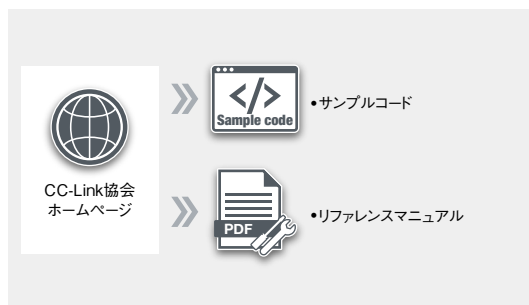 CC-Link協会
ホームページ
</>
Sample code
•サンプルコード
PDF
•リファレンスマニュアル